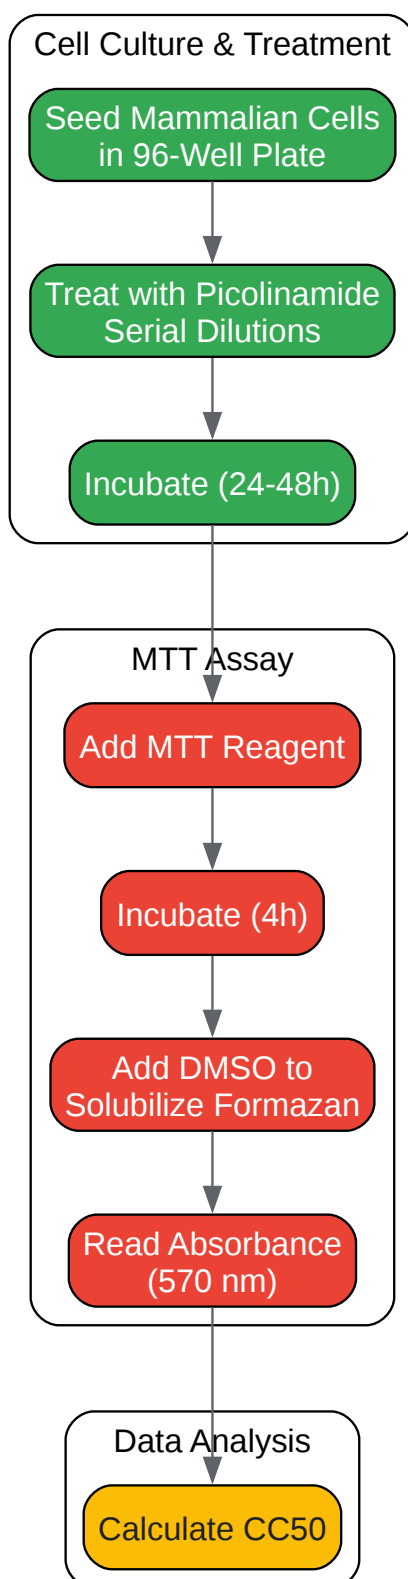 Cell Culture & Treatment
Seed Mammalian Cells
in 96-Well Plate
Treat with Picolinamide
Serial Dilutions
Incubate (24-48h)
MTT Assay
Add MTT Reagent
Incubate (4h)
Add DMSO to
Solubilize Formazan
Read Absorbance
(570 nm)
Data Analysis
Calculate CC50